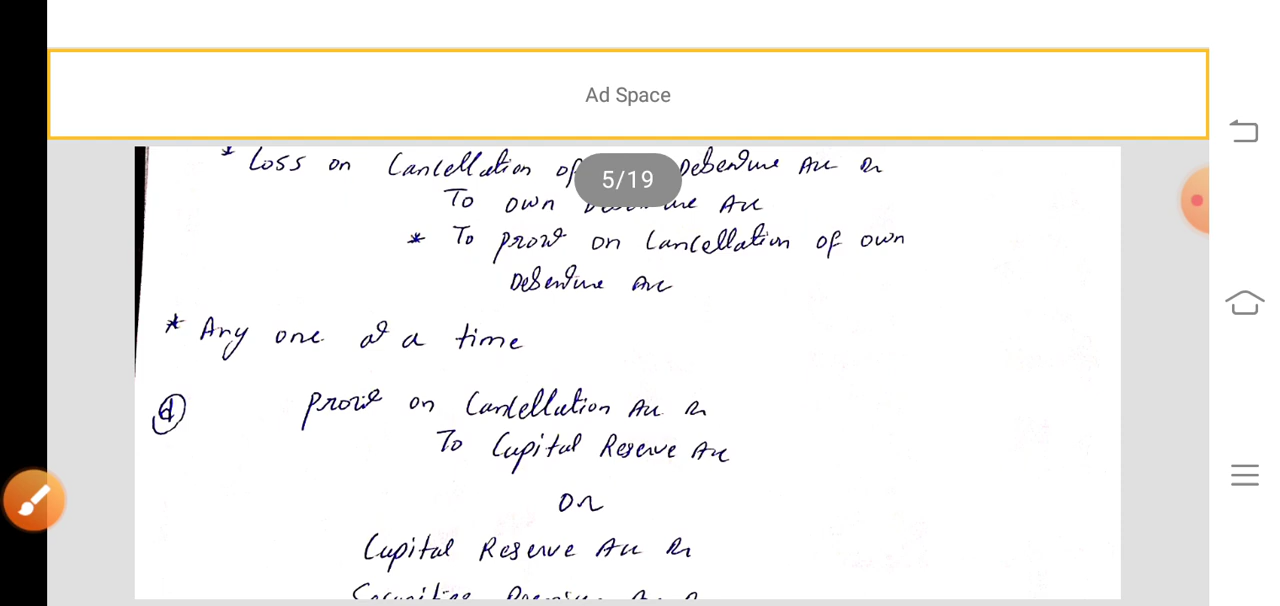 Ad Space
* Loss on Cancellation of Debenture A/c Dr
5/19
To own A/c
* To profit on Cancellation of own
Debenture A/c
* Any one at a time
d profit on Cancellation A/c Dr
To Capital Reserve A/c
OR
Capital Reserve A/c Dr